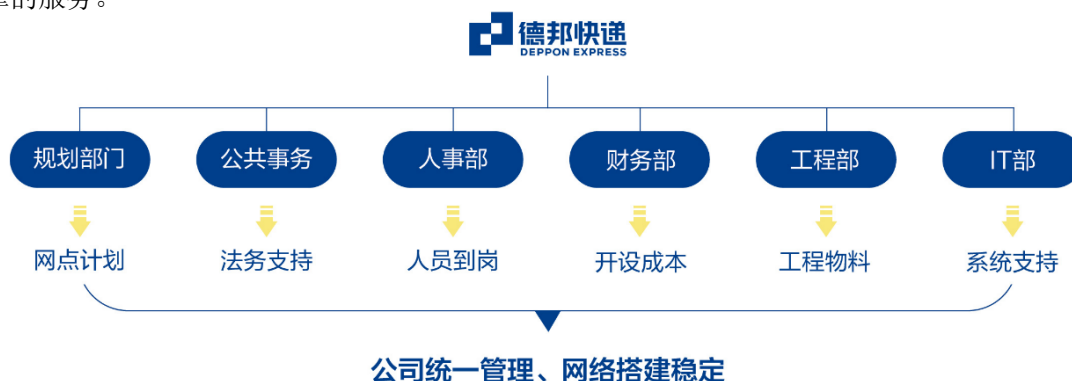 的服务。
德邦快递
DEPPON EXPRESS
规划部门 公共事务 人事部 财务部 工程部 IT部
网点计划 法务支持 人员到岗 开设成本 工程物料 系统支持
公司统一管理、网络搭建稳定